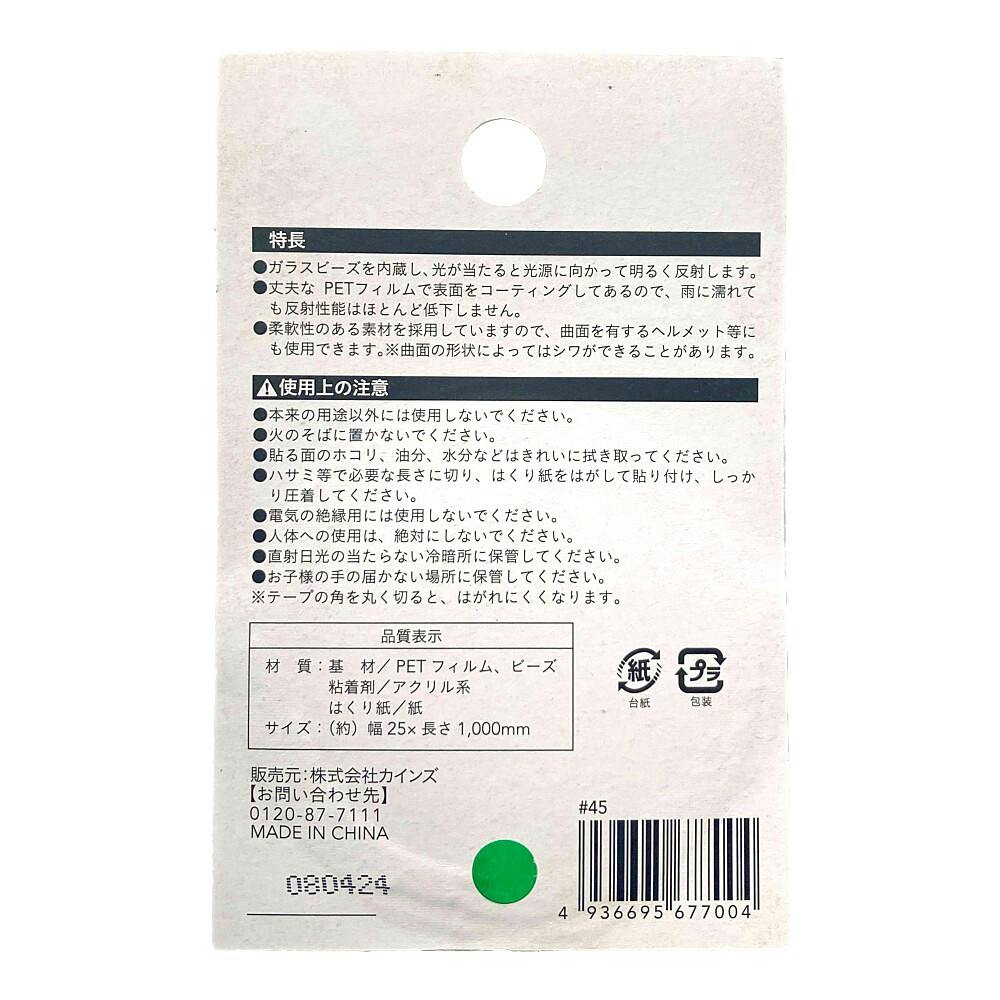 特長
●ガラスビーズを内蔵し、光が当たると光源に向かって明るく反射します。
●丈夫な PETフィルムで表面をコーティングしてあるので、雨に濡れて
も反射性能はほとんど低下しません。
●柔軟性のある素材を採用していますので、曲面を有するヘルメット等に
も使用できます。※曲面の形状によってはシワができることがあります。
使用上の注意
●本来の用途以外には使用しないでください。
●火のそばに置かないでください。
●貼る面のホコリ、油分、水分などはきれいに拭き取ってください。
●ハサミ等で必要な長さに切り、はくり紙をはがして貼り付け、しっか
り圧着してください。
●電気の絶縁用には使用しないでください。
●人体への使用は、絶対にしないでください。
●直射日光の当たらない冷暗所に保管してください。
●お子様の手の届かない場所に保管してください。
※テープの角を丸く切ると、はがれにくくなります。
品質表示
材 質：基 材／PET フィルム、ビーズ
粘着剤／アクリル系
はくり紙／紙
サイズ：（約）幅 25× 長さ 1,000mm
紙
台紙
プラ
包装
販売元：株式会社カインズ
【お問い合わせ先】
0120-87-7111
MADE IN CHINA
080424
#45
4 936695 677004